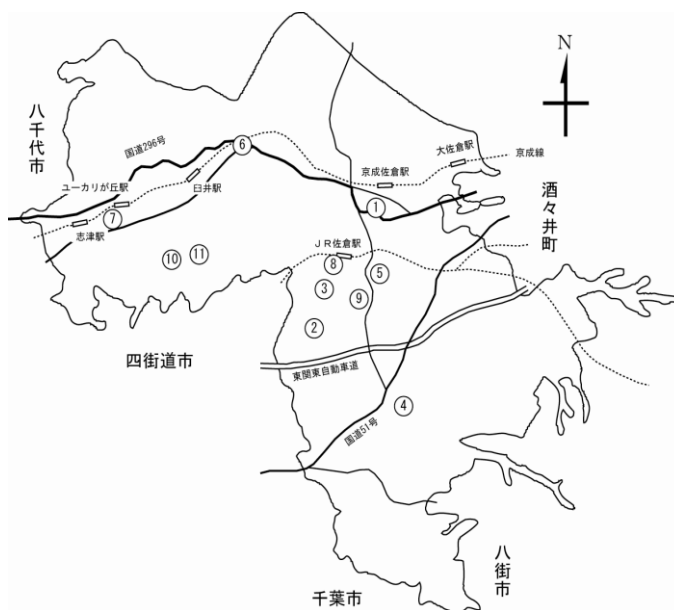 N
八千代市
国道296号
⑥
大佐倉駅
京成線
京成佐倉駅
ユーカリが丘駅
臼井駅
酒々井町
①
⑦
志津駅
JR佐倉駅
⑩
⑪
⑧
⑤
③
⑨
②
四街道市
東関東自動車道
④
国道51号
八街市
千葉市